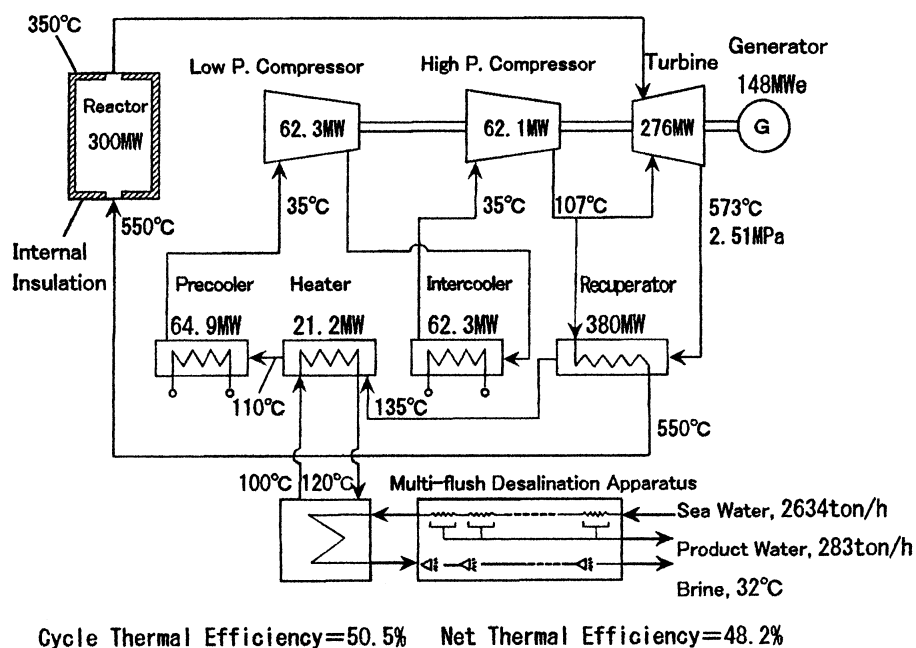 350℃
Low P. Compressor
High P. Compressor
Turbine
Generator
148MWe
Reactor
300MW
62.3MW
62.1MW
276MW
G
550℃
35℃
35℃
107℃
573℃
2.51MPa
Internal
Insulation
Precooler
Heater
Intercooler
Recuperator
64.9MW
21.2MW
62.3MW
380MW
110℃
135℃
550℃
100℃
120℃
Multi-flush Desalination Apparatus
Sea Water, 2634ton/h
Product Water, 283ton/h
Brine, 32℃
Cycle Thermal Efficiency=50.5% Net Thermal Efficiency=48.2%